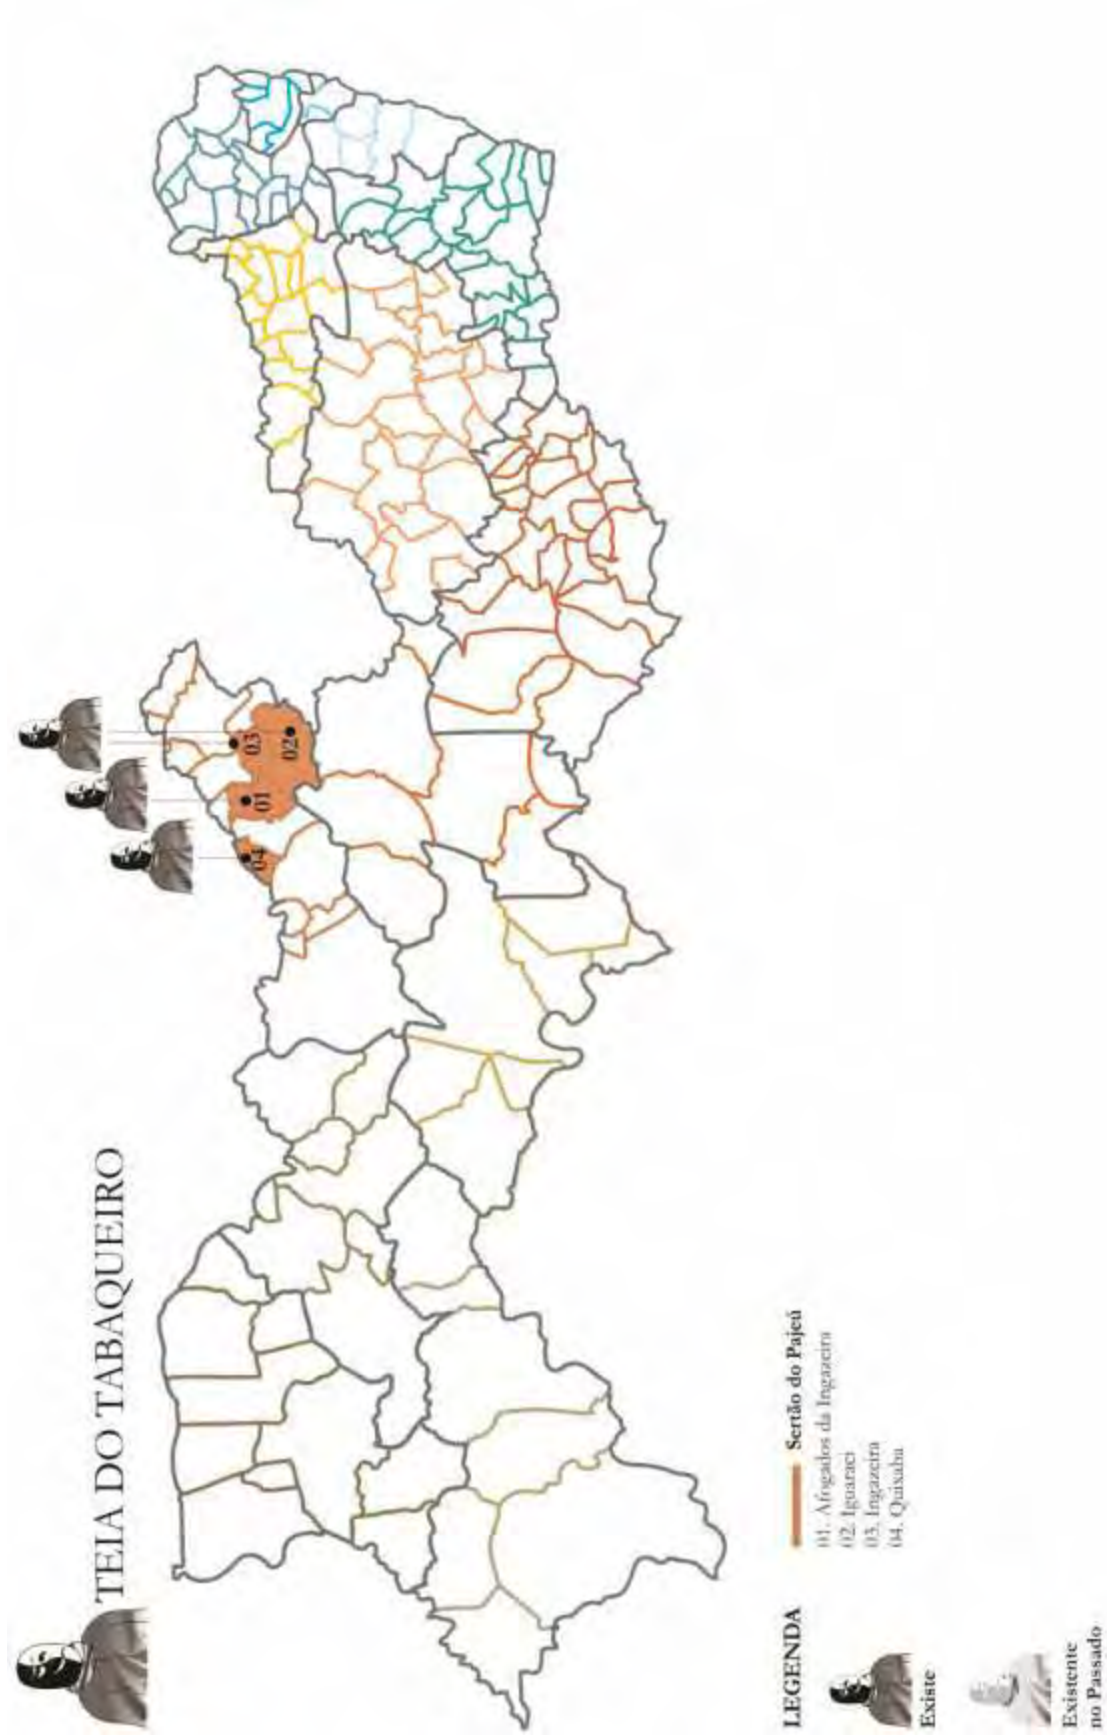 TEIA DO TABAQUEIRO
03
02
01
04
LEGENDA
Existe
Existente
no Passado
Sertão do Pajeú
01. Afogados da Ingazeira
02. Iguaraci
03. Ingazeira
04. Quixaba